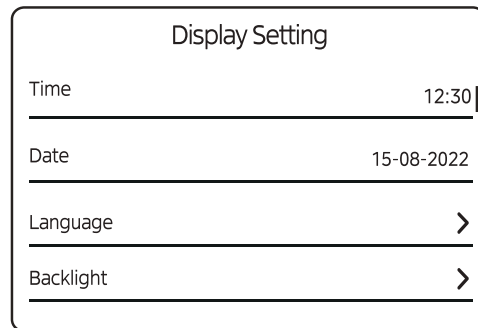 Display Setting
Time 12:30
Date 15-08-2022
Language
Backlight